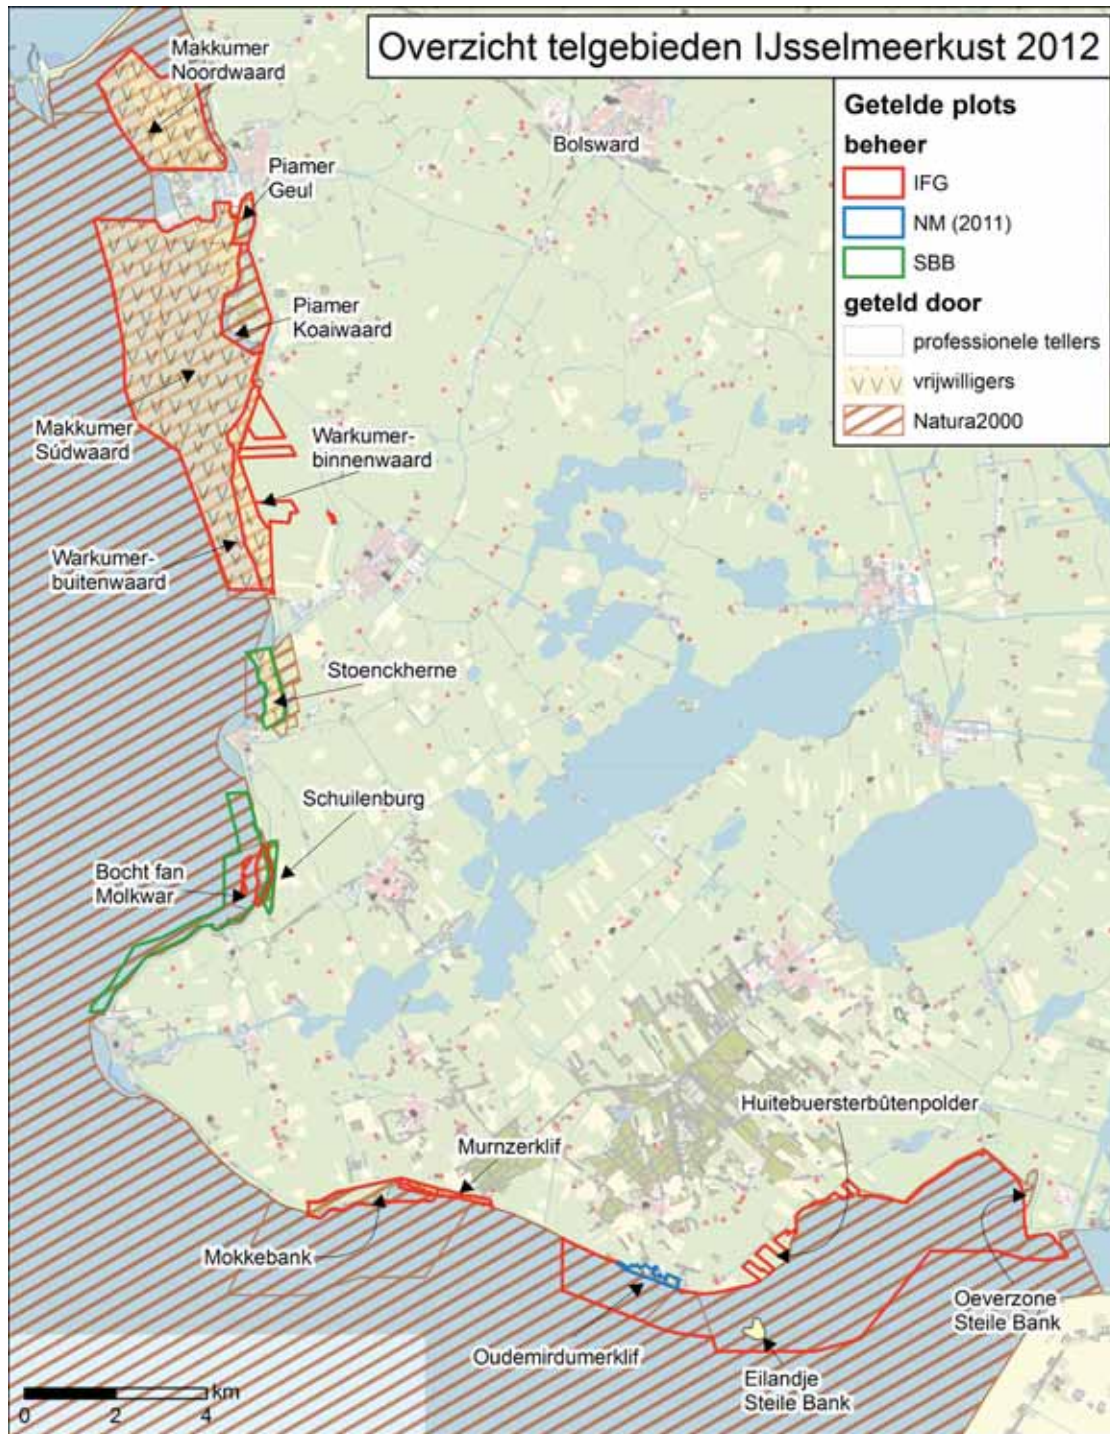 Overzicht telgebieden IJsselmeerkust 2012
Getelde plots
beheer
IFG
NM (2011)
SBB
geteld door
professionele tellers
vrijwilligers
Natura2000
Makkumer
Noordwaard
Bolsward
Piamer
Geul
Piamer
Koaiwaard
Makkumer
Súdwaard
Warkumer-
binnenwaard
Warkumer-
buitenwaard
Stoenckherne
Schuilenburg
Bocht fan
Molkwar
Huitebuersterbûtenpolder
Murnzerklif
Mokkebank
Oeverzone
Steile Bank
Oudemirdumerklif
Eilandje
Steile Bank
km
0 2 4